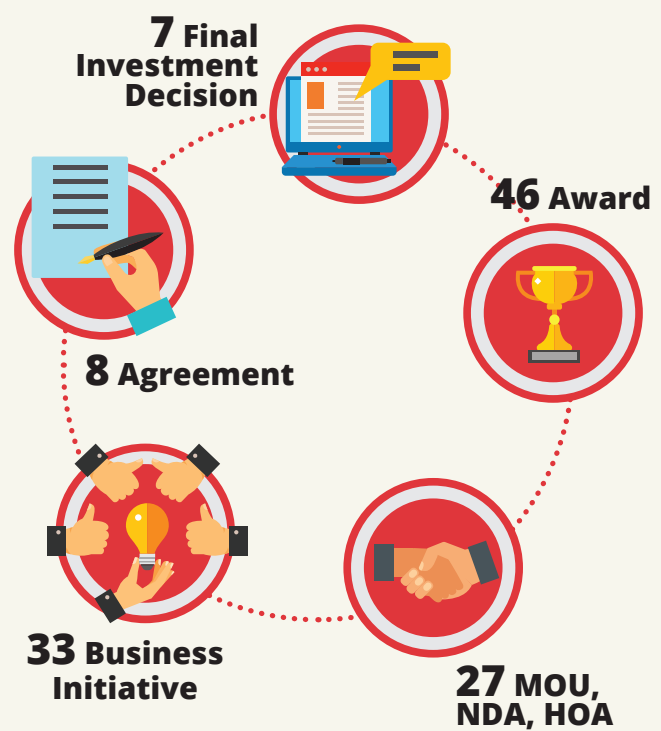 7 Final
Investment
Decision
46 Award
8 Agreement
33 Business
Initiative
27 MOU,
NDA, HOA